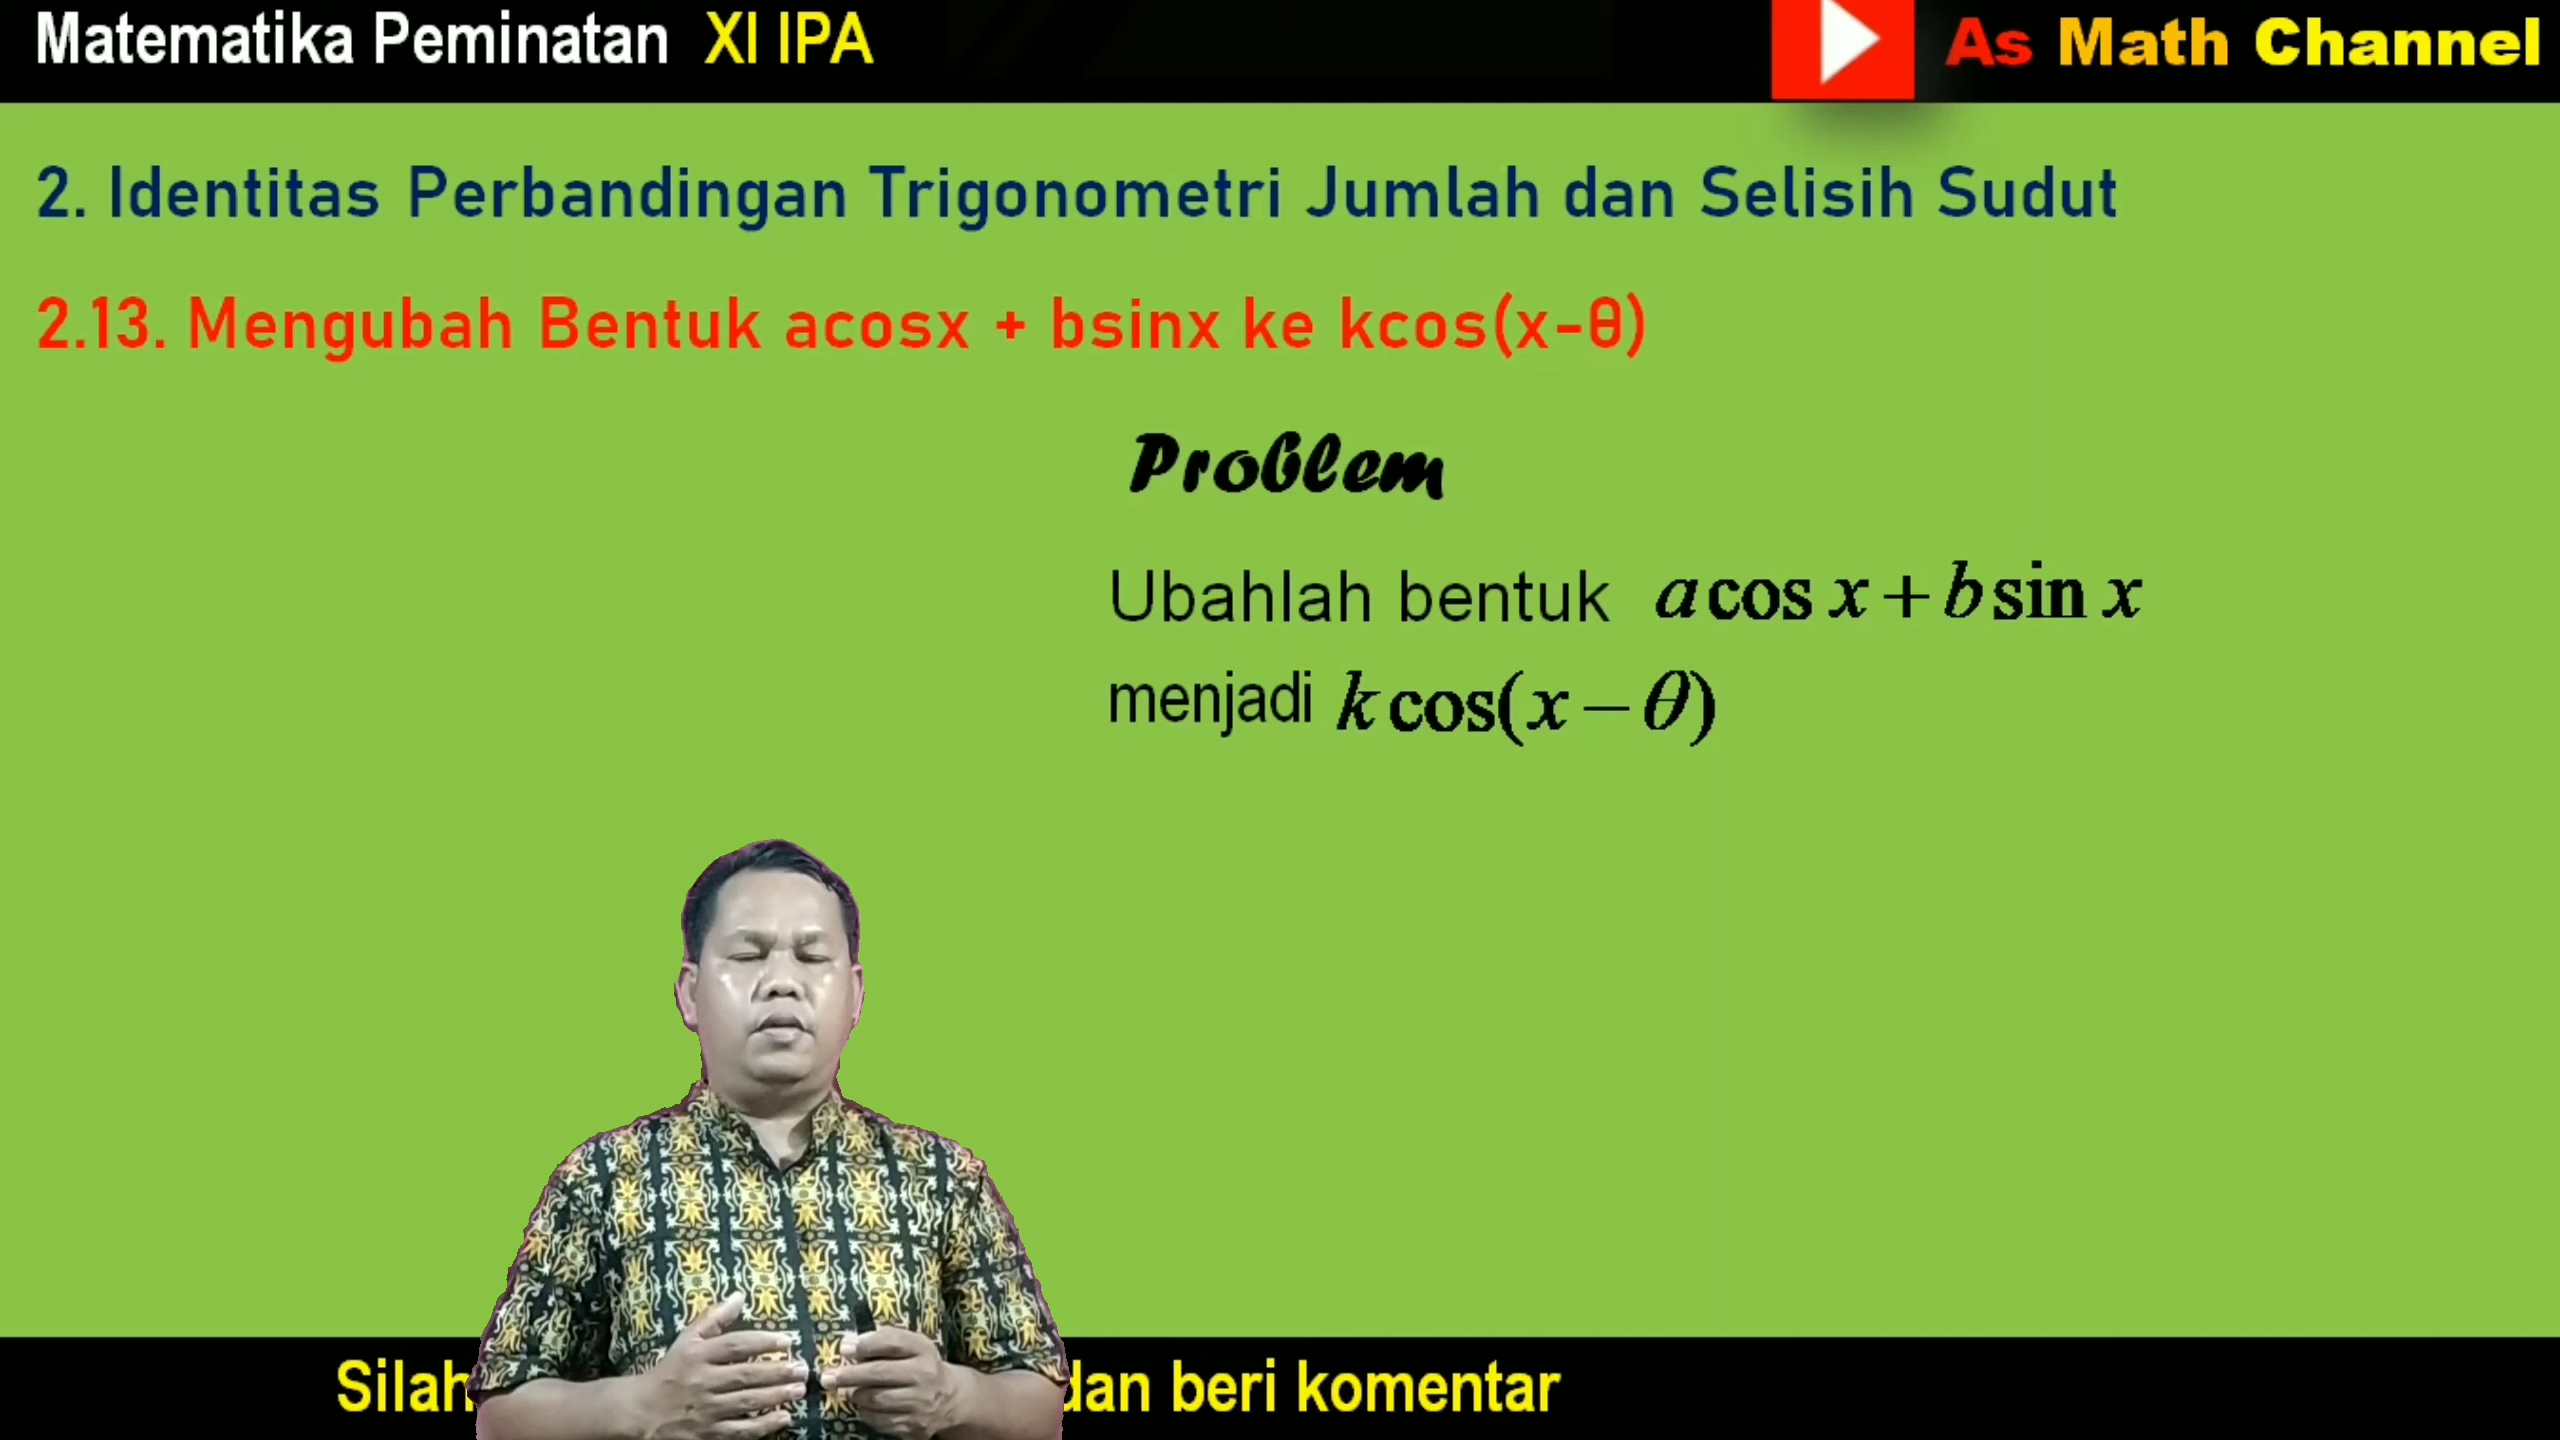 Matematika Peminatan XI IPA
As Math Channel
2. Identitas Perbandingan Trigonometri Jumlah dan Selisih Sudut
2.13. Mengubah Bentuk acosx + bsinx ke kcos(x-θ)
Problem
Ubahlah bentuk a cos x + b sin x
menjadi k cos(x − θ)
dan beri komentar